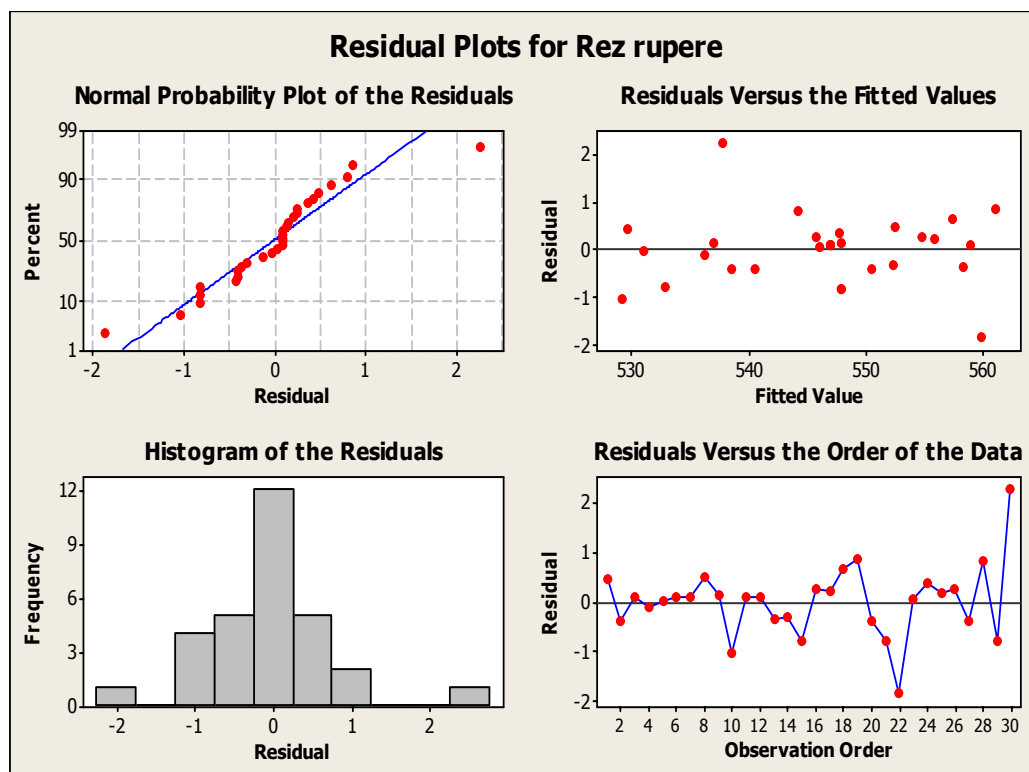 Residual Plots for Rez rupere
Normal Probability Plot of the Residuals
99
90
50
10
1
Percent
-2 -1 0 1 2
Residual
Residuals Versus the Fitted Values
2
1
0
-1
-2
Residual
530 540 550 560
Fitted Value
Histogram of the Residuals
12
9
6
3
0
Frequency
-2 -1 0 1 2
Residual
Residuals Versus the Order of the Data
2
1
0
-1
-2
Residual
2 4 6 8 10 12 14 16 18 20 22 24 26 28 30
Observation Order